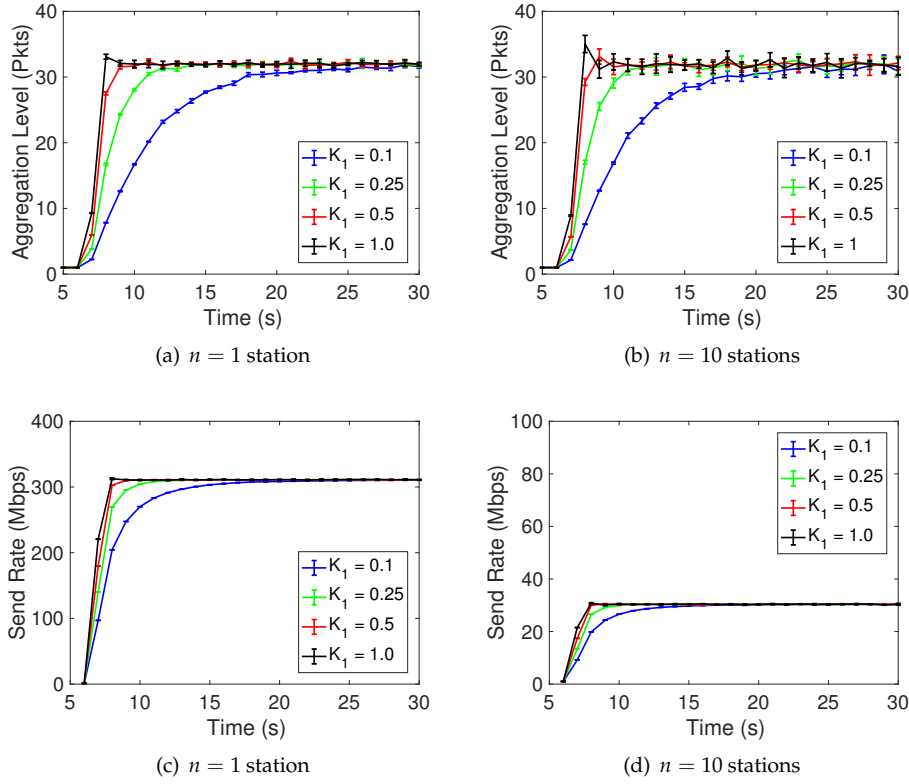 40
30
20
10
0
Aggregation Level (Pkts)
K1 = 0.1
K1 = 0.25
K1 = 0.5
K1 = 1.0
5 10 15 20 25 30
Time (s)
(a) n = 1 station
40
30
20
10
0
Aggregation Level (Pkts)
K1 = 0.1
K1 = 0.25
K1 = 0.5
K1 = 1
5 10 15 20 25 30
Time (s)
(b) n = 10 stations
400
300
200
100
0
Send Rate (Mbps)
K1 = 0.1
K1 = 0.25
K1 = 0.5
K1 = 1.0
5 10 15 20 25 30
Time (s)
(c) n = 1 station
100
80
60
40
20
0
Send Rate (Mbps)
K1 = 0.1
K1 = 0.25
K1 = 0.5
K1 = 1.0
5 10 15 20 25 30
Time (s)
(d) n = 10 stations